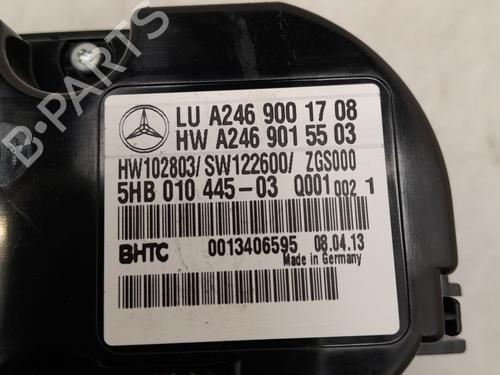 LU A246 900 17 08
HW A246 901 55 03
HW102803/ SW122600/ ZGS000
5HB 010 445-03 Q001 002 1
BHTC 0013406595 08.04.13
Made in Germany
B-PARTS